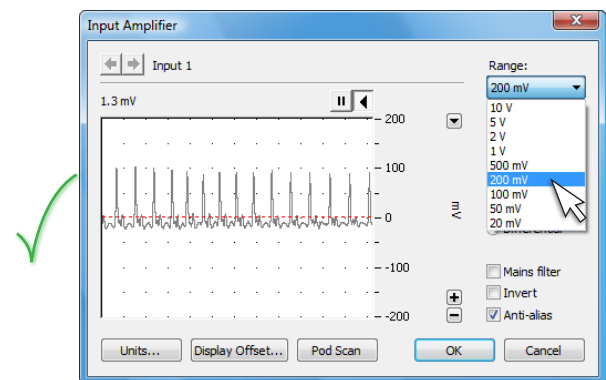 Input Amplifier
Input 1
Range:
200 mV
1.3 mV
10 V
5 V
2 V
1 V
500 mV
200 mV
100 mV
50 mV
20 mV
200
100
0
-100
-200
mV
Differential
Mains filter
Invert
Anti-alias
Units...
Display Offset...
Pod Scan
OK
Cancel